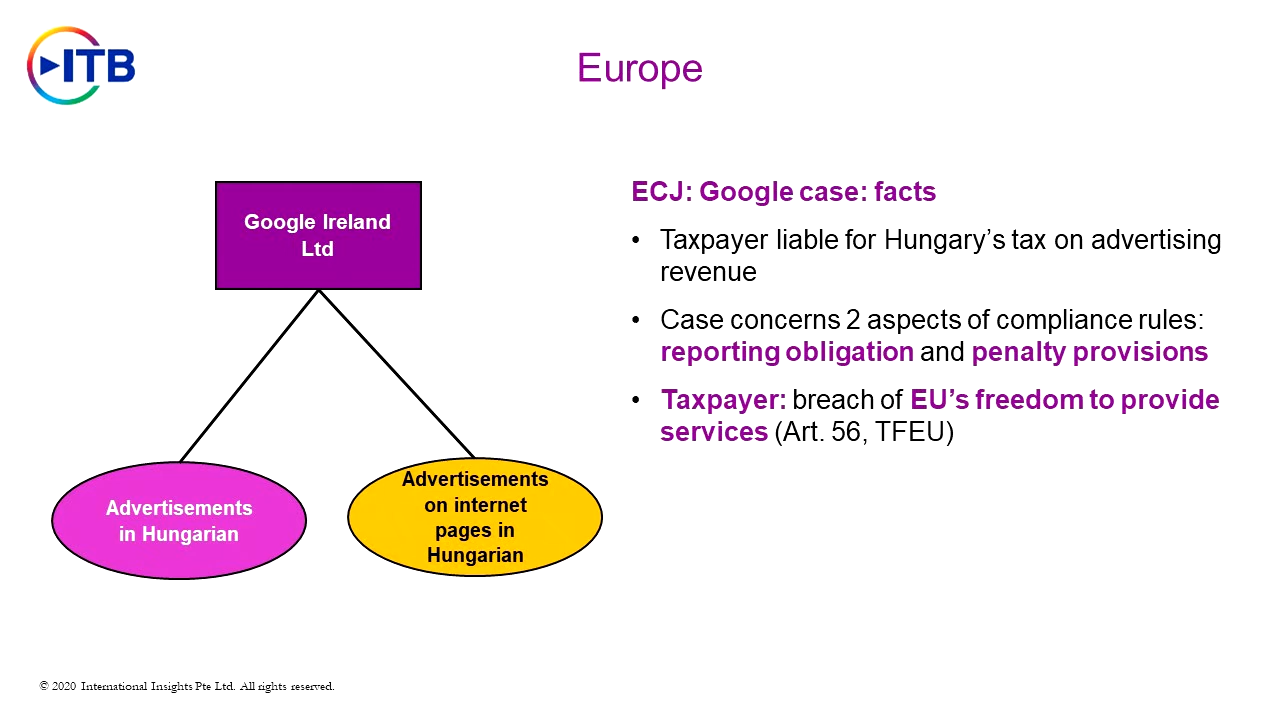 ITB
Europe
Google Ireland
Ltd
Advertisements
in Hungarian
Advertisements
on internet
pages in
Hungarian
ECJ: Google case: facts
• Taxpayer liable for Hungary’s tax on advertising
revenue
• Case concerns 2 aspects of compliance rules:
reporting obligation and penalty provisions
• Taxpayer: breach of EU’s freedom to provide
services (Art. 56, TFEU)
© 2020 International Insights Pte Ltd. All rights reserved.